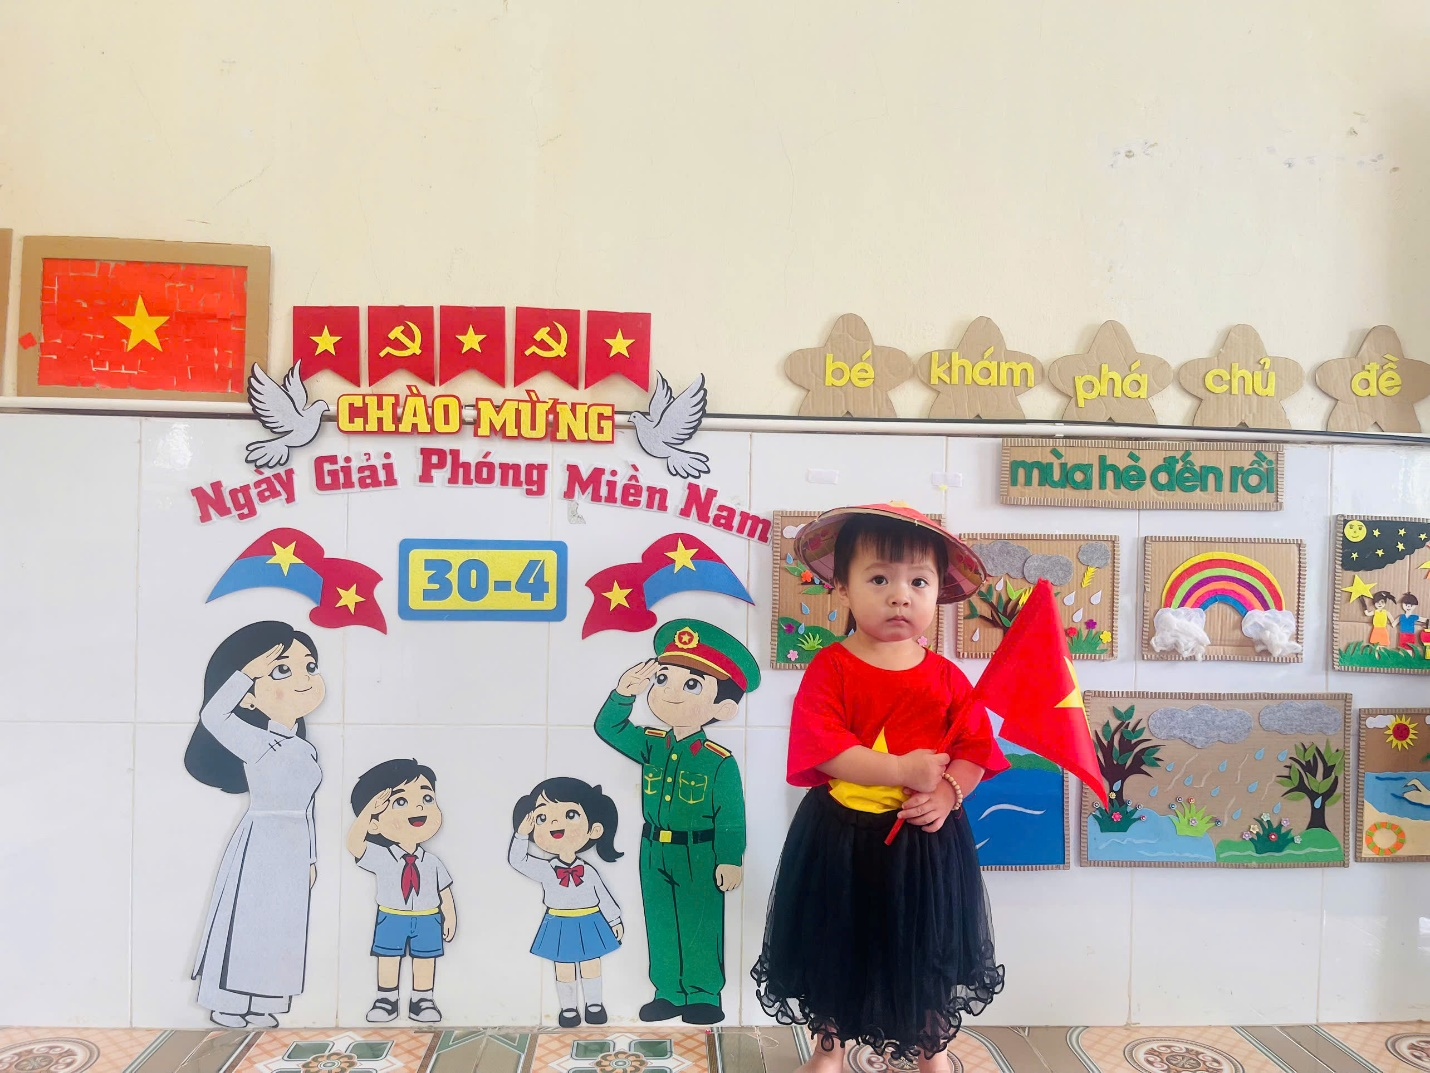 CHÀO MỪNG
Ngày Giải Phóng Miền Nam
30-4
bé khám phá chủ đề
mùa hè đến rồi